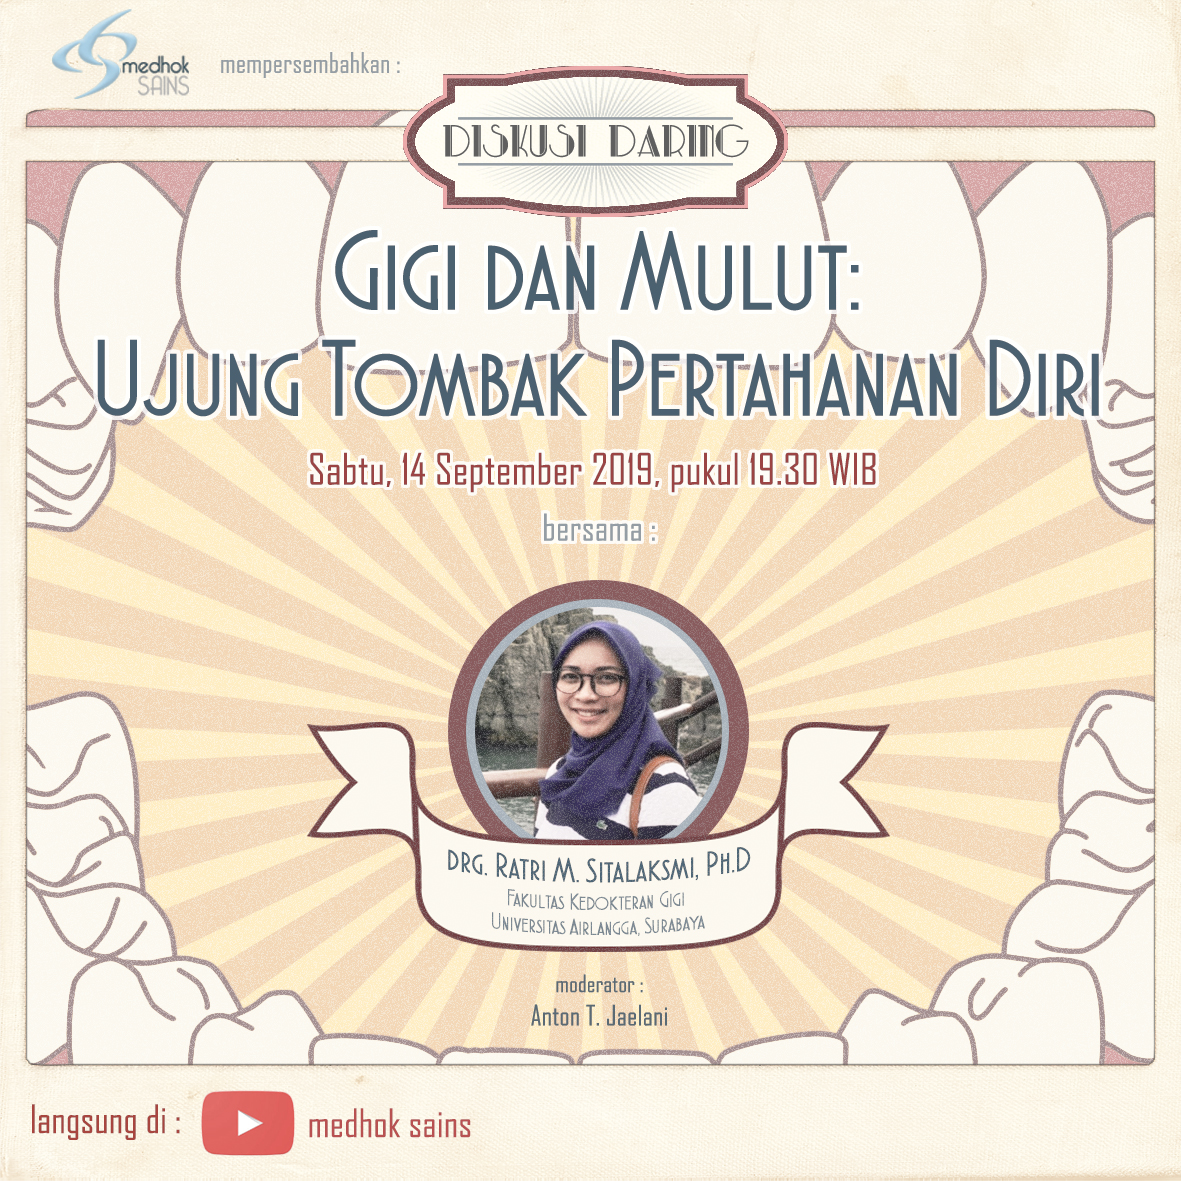 medhok
SAINS
mempersembahkan :
DISKUSI DARING
GIGI DAN MULUT:
UJUNG TOMBAK PERTAHANAN DIRI
Sabtu, 14 September 2019, pukul 19.30 WIB
bersama :
DRG. RATRI M. SITALAKSMI, PH.D
FAKULTAS KEDOKTERAN GIGI
UNIVERSITAS AIRLANGGA, SURABAYA
moderator :
Anton T. Jaelani
langsung di :
medhok sains